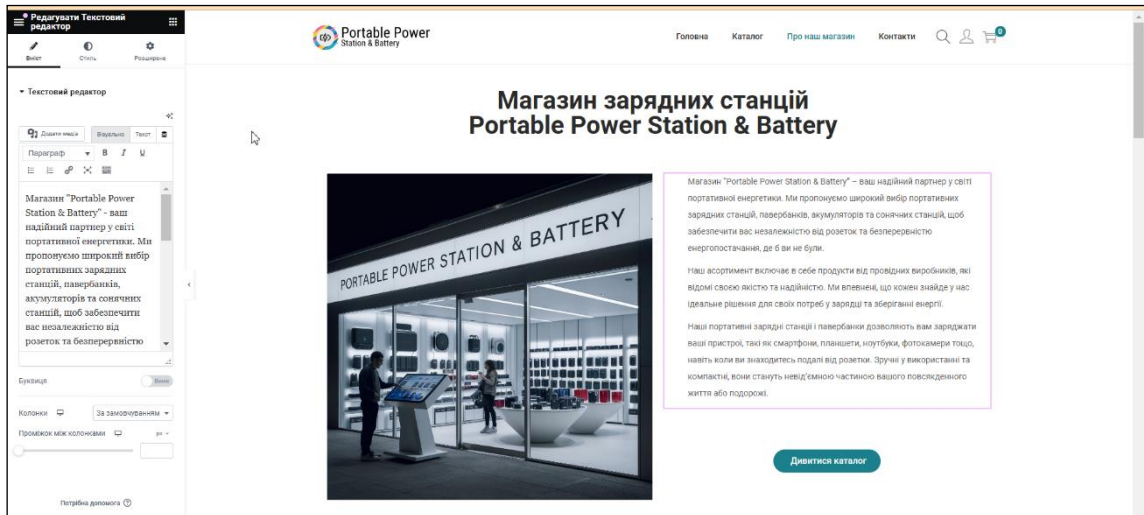 Редагувати Текстовий
редактор
Вміст
Стиль
Розширене
Текстовий редактор
Додати медіа
Візуально
Текст
Параграф
B I U
Магазин "Portable Power
Station & Battery" - ваш
надійний партнер у світі
портативної енергетики. Ми
пропонуємо широкий вибір
портативних зарядних
станцій, павербанків,
акумуляторів та сонячних
станцій, щоб забезпечити
вас незалежністю від
розеток та безперервністю
Буквиця
Колонки
За замовчуванням
Проміжок між колонками
px
Потрібна допомога
Portable Power
Station & Battery
Головна
Каталог
Про наш магазин
Контакти
0
Магазин зарядних станцій
Portable Power Station & Battery
PORTABLE POWER STATION & BATTERY
Магазин "Portable Power Station & Battery" – ваш надійний партнер у світі
портативної енергетики. Ми пропонуємо широкий вибір портативних
зарядних станцій, павербанків, акумуляторів та сонячних станцій, щоб
забезпечити вас незалежністю від розеток та безперервністю
енергопостачання, де б ви не були.
Наш асортимент включає в себе продукти від провідних виробників, які
відомі своєю якістю та надійністю. Ми впевнені, що кожен знайде у нас
ідеальне рішення для своїх потреб у зарядці та зберіганні енергії.
Наші портативні зарядні станції і павербанки дозволяють вам заряджати
ваші пристрої, такі як смартфони, планшети, ноутбуки, фотокамери тощо,
навіть коли ви знаходитесь подалі від розетки. Зручні у використанні та
компактні, вони стануть невід'ємною частиною вашого повсякденного
життя або подорожі.
Дивитися каталог